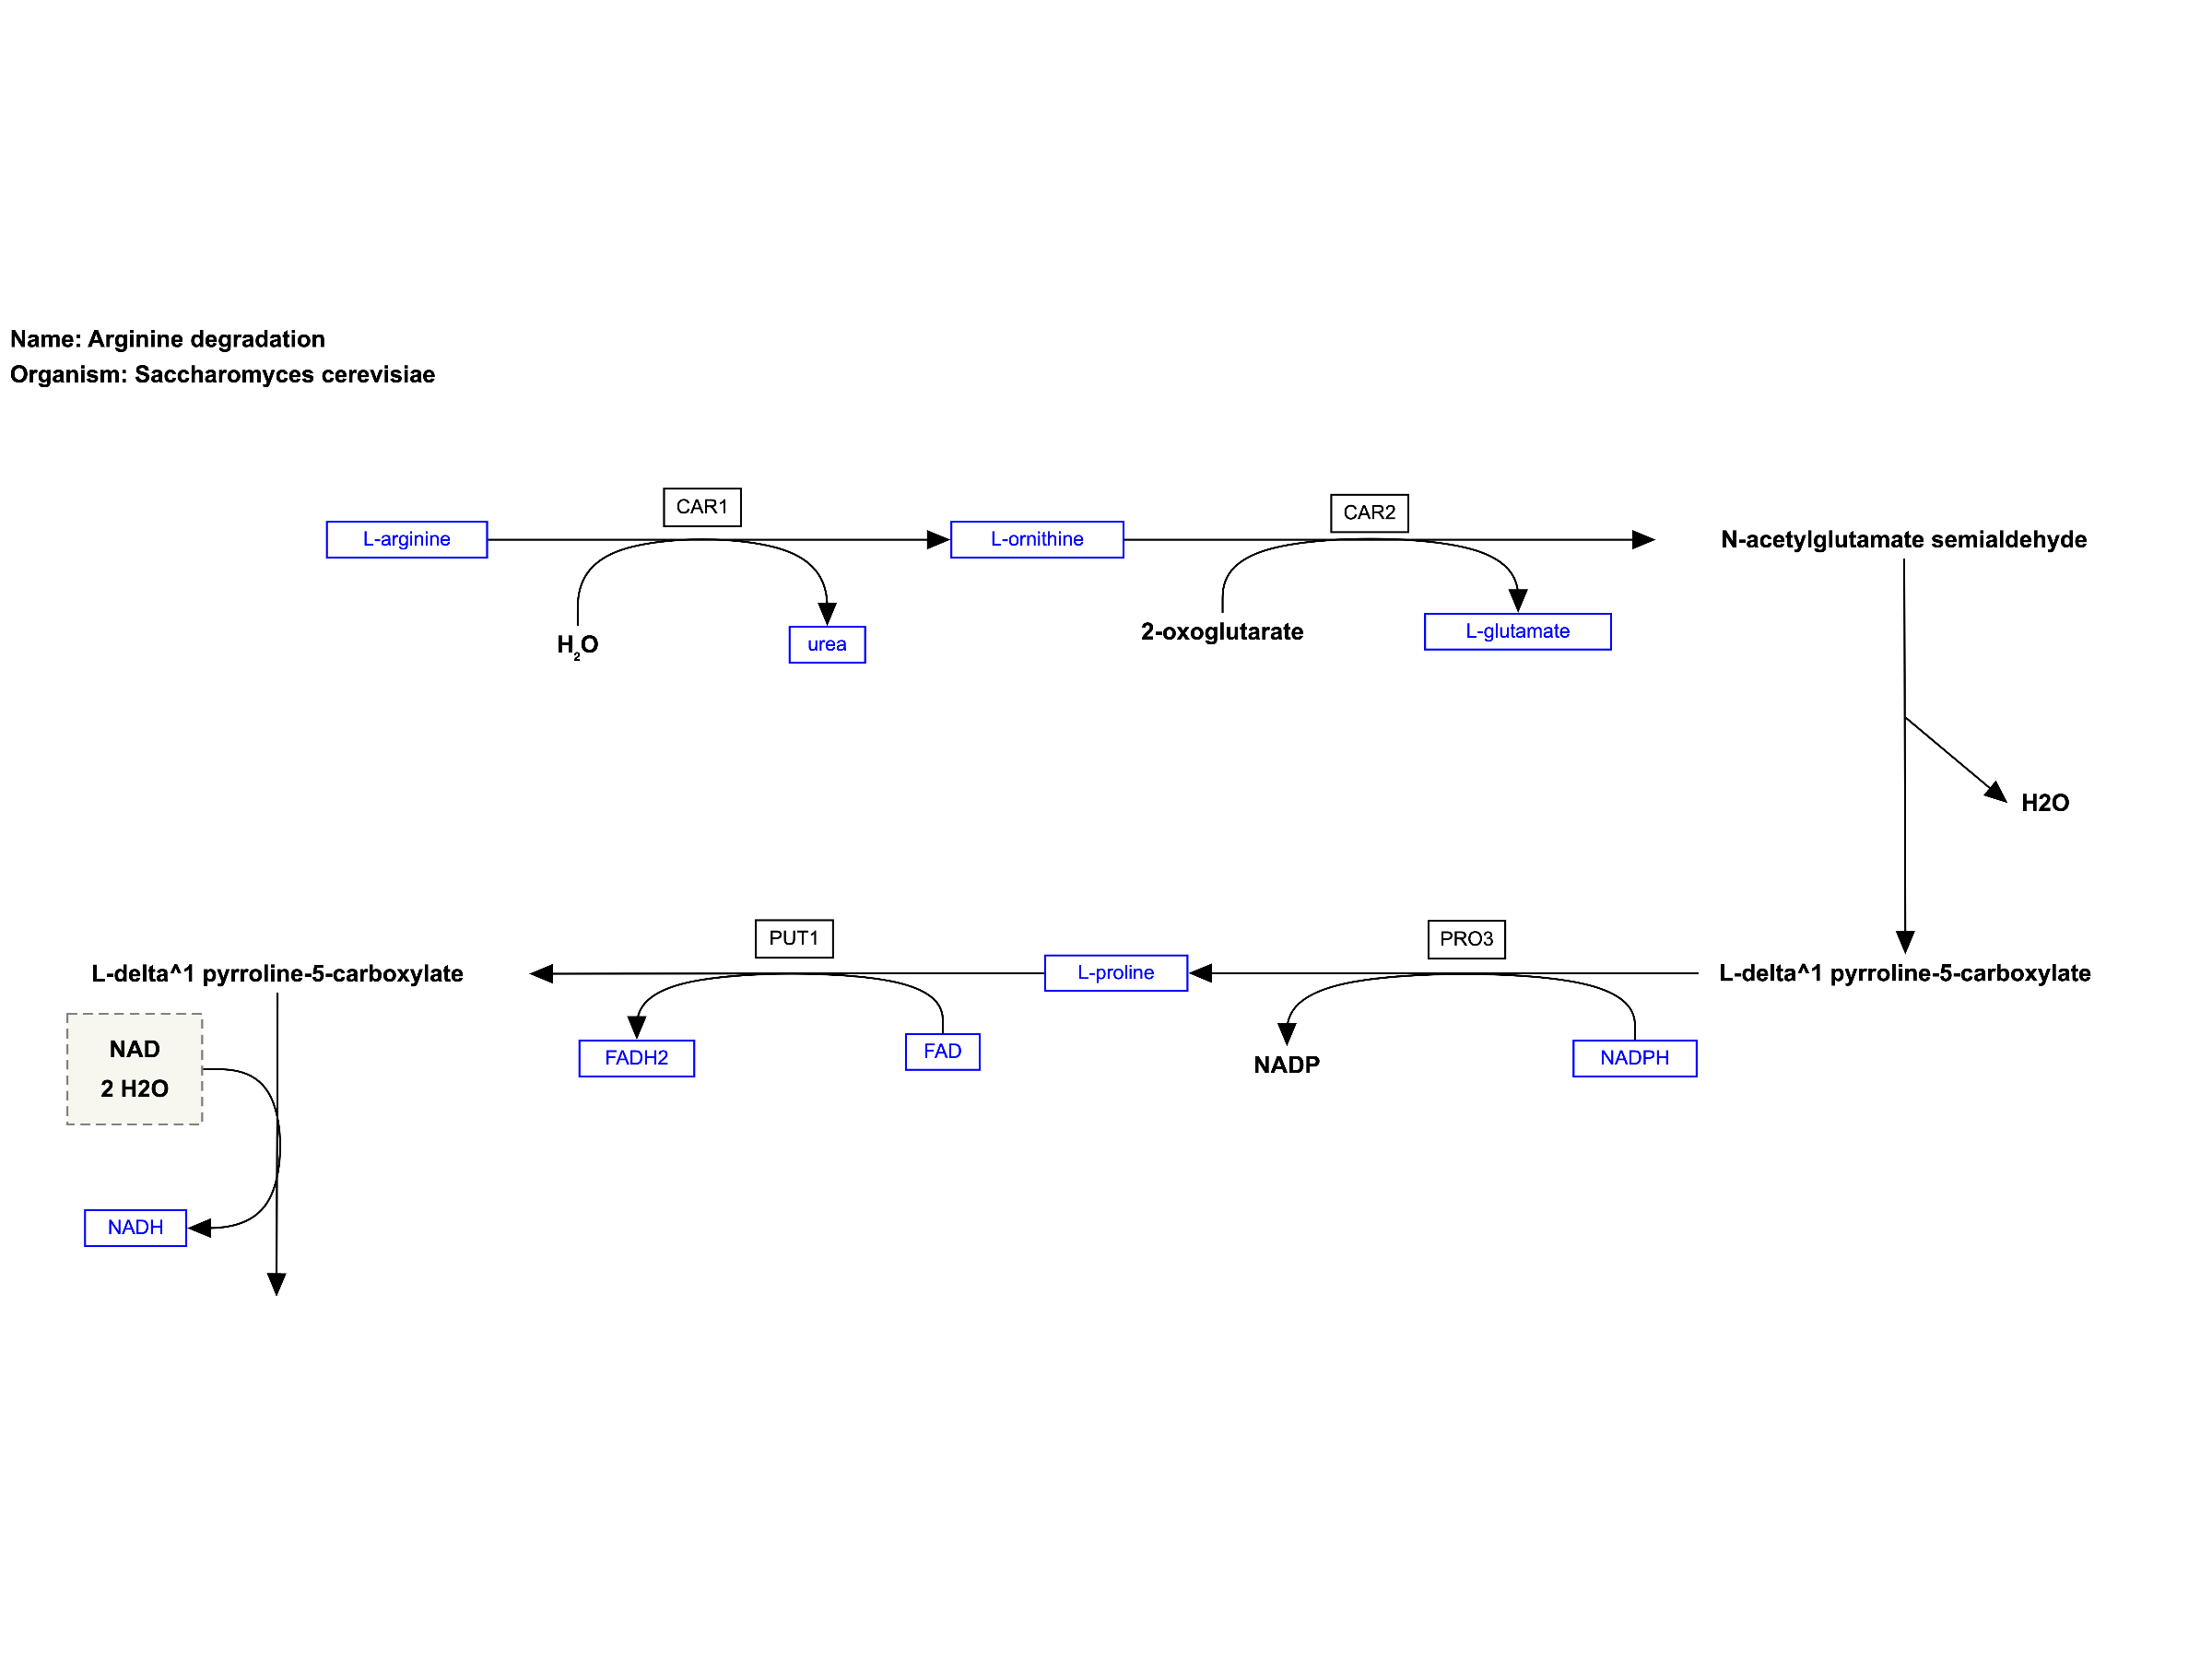 Name: Arginine degradation
Organism: Saccharomyces cerevisiae
CAR1
CAR2
L-arginine
L-ornithine
N-acetylglutamate semialdehyde
H₂O
urea
2-oxoglutarate
L-glutamate
H2O
PUT1
PRO3
L-delta^1 pyrroline-5-carboxylate
L-proline
L-delta^1 pyrroline-5-carboxylate
FADH2
FAD
NADP
NADPH
NAD
2 H2O
NADH